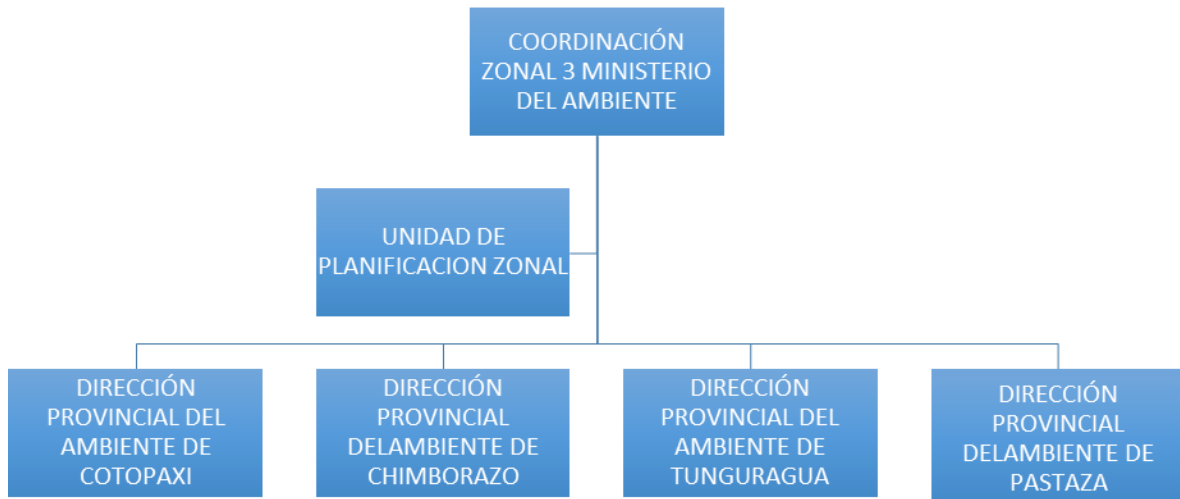 COORDINACIÓN
ZONAL 3 MINISTERIO
DEL AMBIENTE
UNIDAD DE
PLANIFICACION ZONAL
DIRECCIÓN
PROVINCIAL DEL
AMBIENTE DE
COTOPAXI
DIRECCIÓN
PROVINCIAL
DELAMBIENTE DE
CHIMBORAZO
DIRECCIÓN
PROVINCIAL DEL
AMBIENTE DE
TUNGURAGUA
DIRECCIÓN
PROVINCIAL
DELAMBIENTE DE
PASTAZA